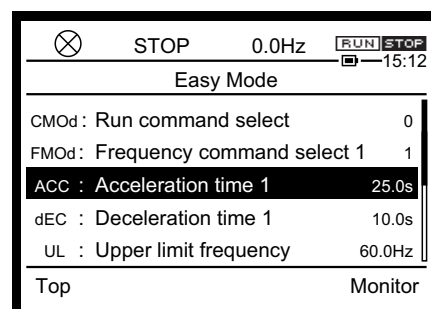 STOP 0.0Hz RUN STOP
15:12
Easy Mode
CMOd : Run command select 0
FMOd : Frequency command select 1 1
ACC : Acceleration time 1 25.0s
dEC : Deceleration time 1 10.0s
UL : Upper limit frequency 60.0Hz
Top Monitor